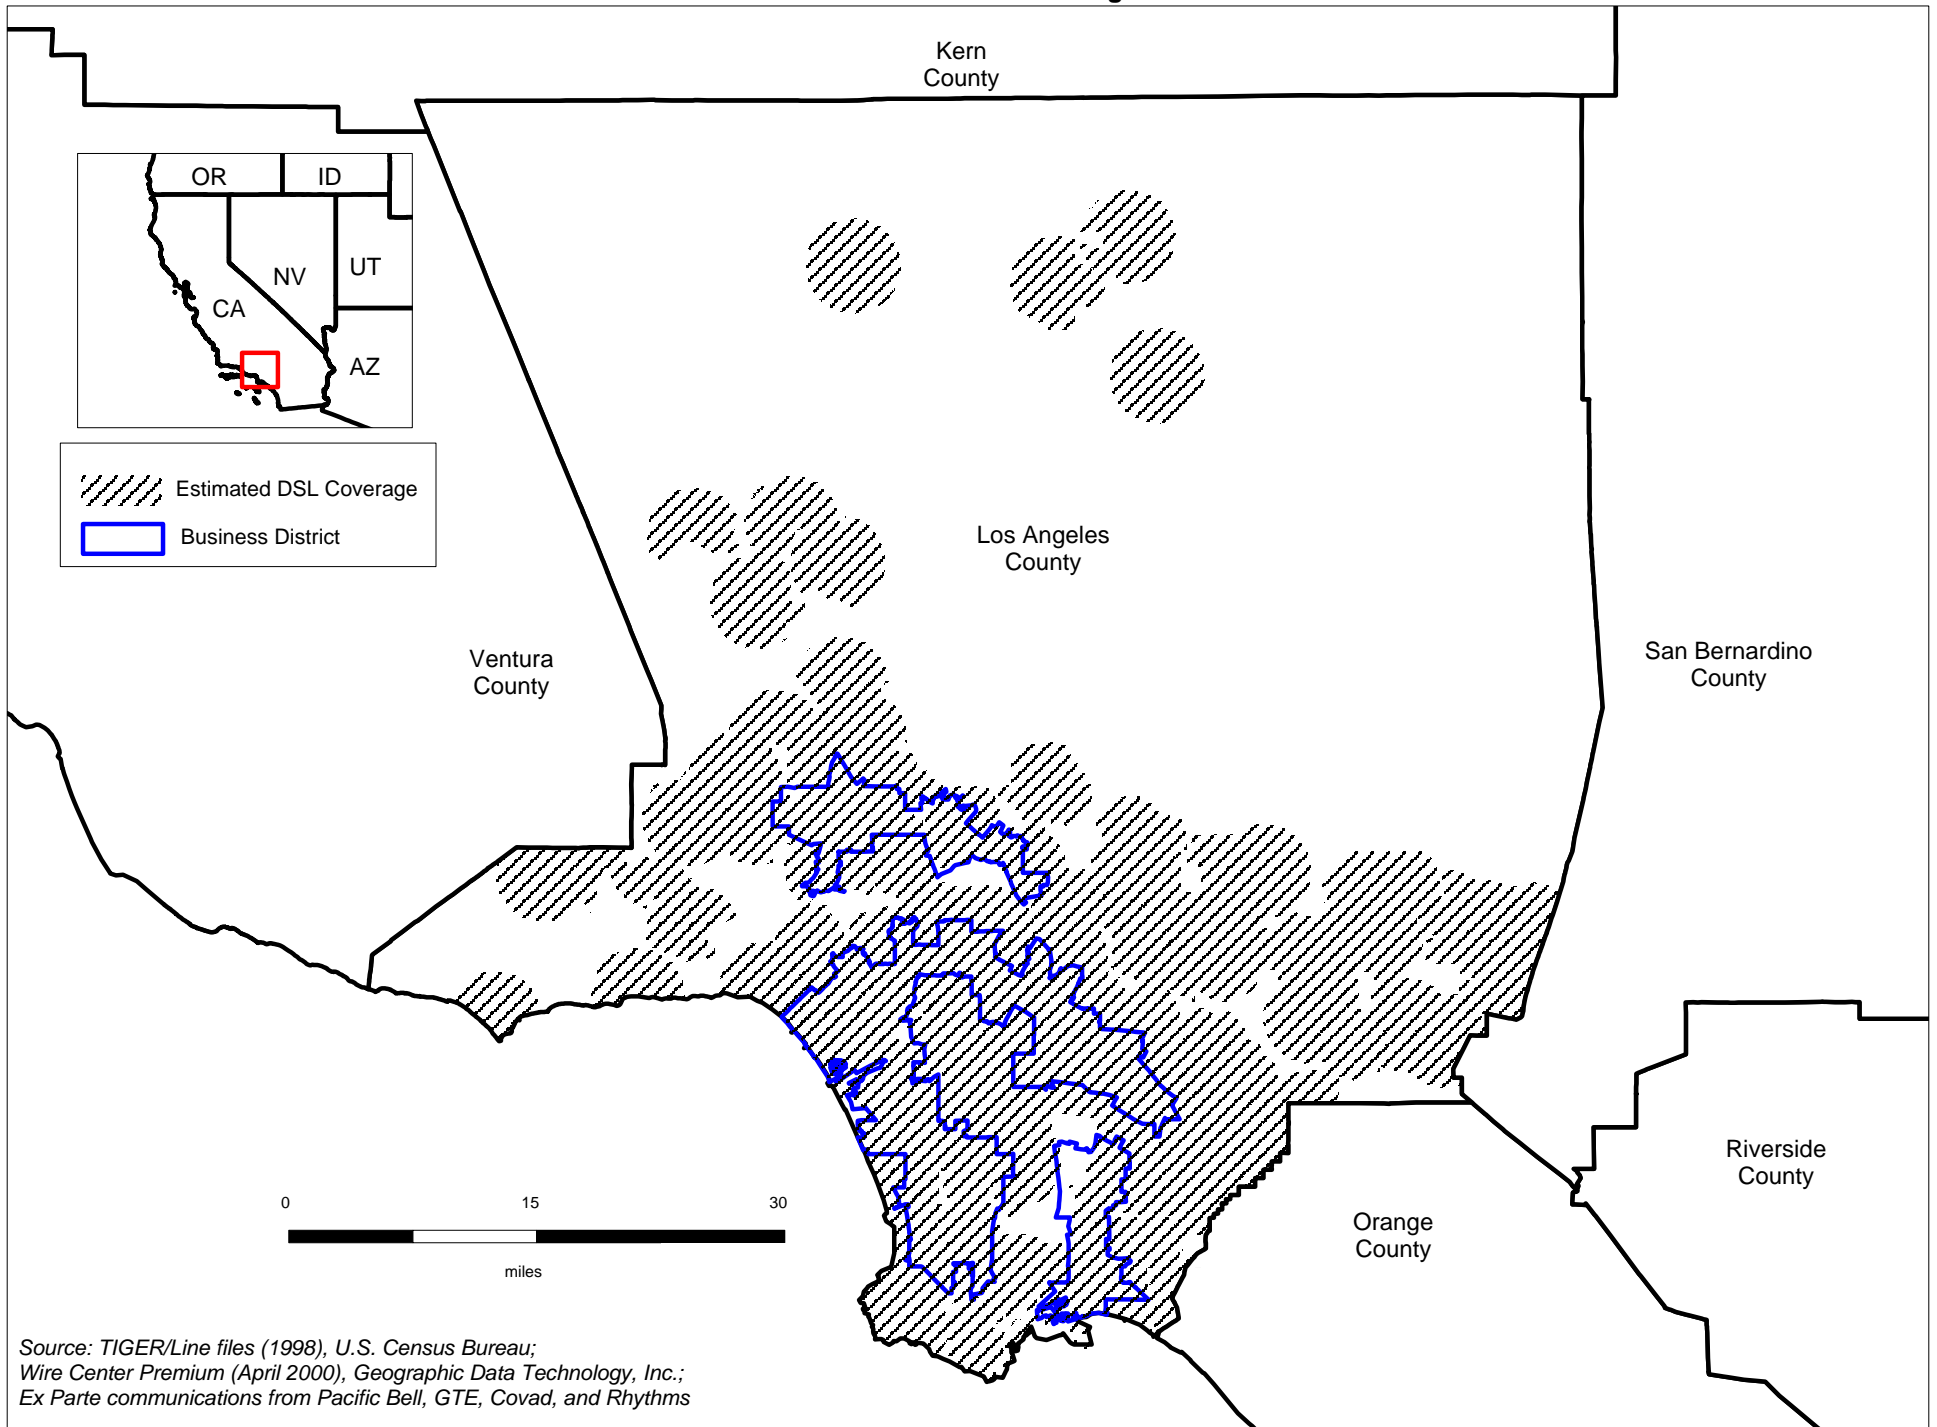 Kern
County
OR
ID
NV
UT
CA
AZ
Estimated DSL Coverage
Business District
Los Angeles
County
Ventura
County
San Bernardino
County
Riverside
County
Orange
County
0 15 30
miles
Source: TIGER/Line files (1998), U.S. Census Bureau;
Wire Center Premium (April 2000), Geographic Data Technology, Inc.;
Ex Parte communications from Pacific Bell, GTE, Covad, and Rhythms